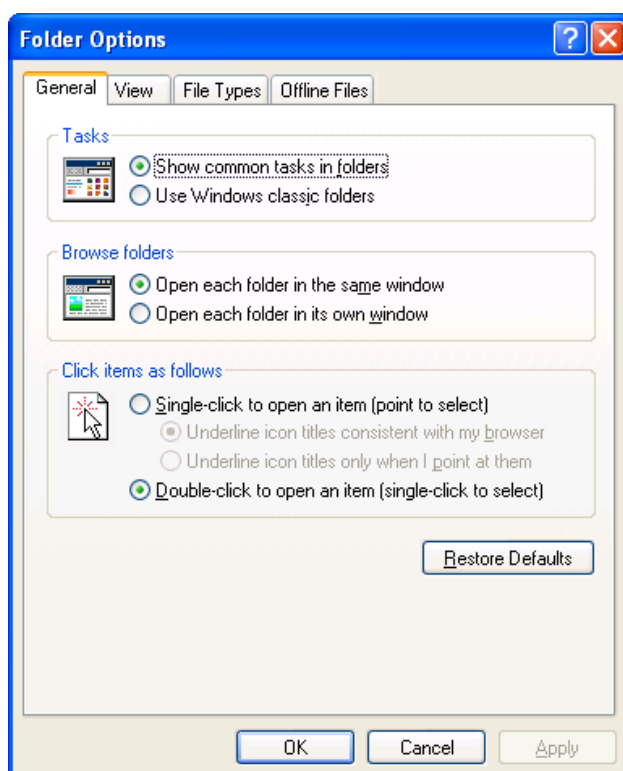 Folder Options
?
General View File Types Offline Files
Tasks
Show common tasks in folders
Use Windows classic folders
Browse folders
Open each folder in the same window
Open each folder in its own window
Click items as follows
Single-click to open an item (point to select)
Underline icon titles consistent with my browser
Underline icon titles only when I point at them
Double-click to open an item (single-click to select)
Restore Defaults
OK Cancel Apply